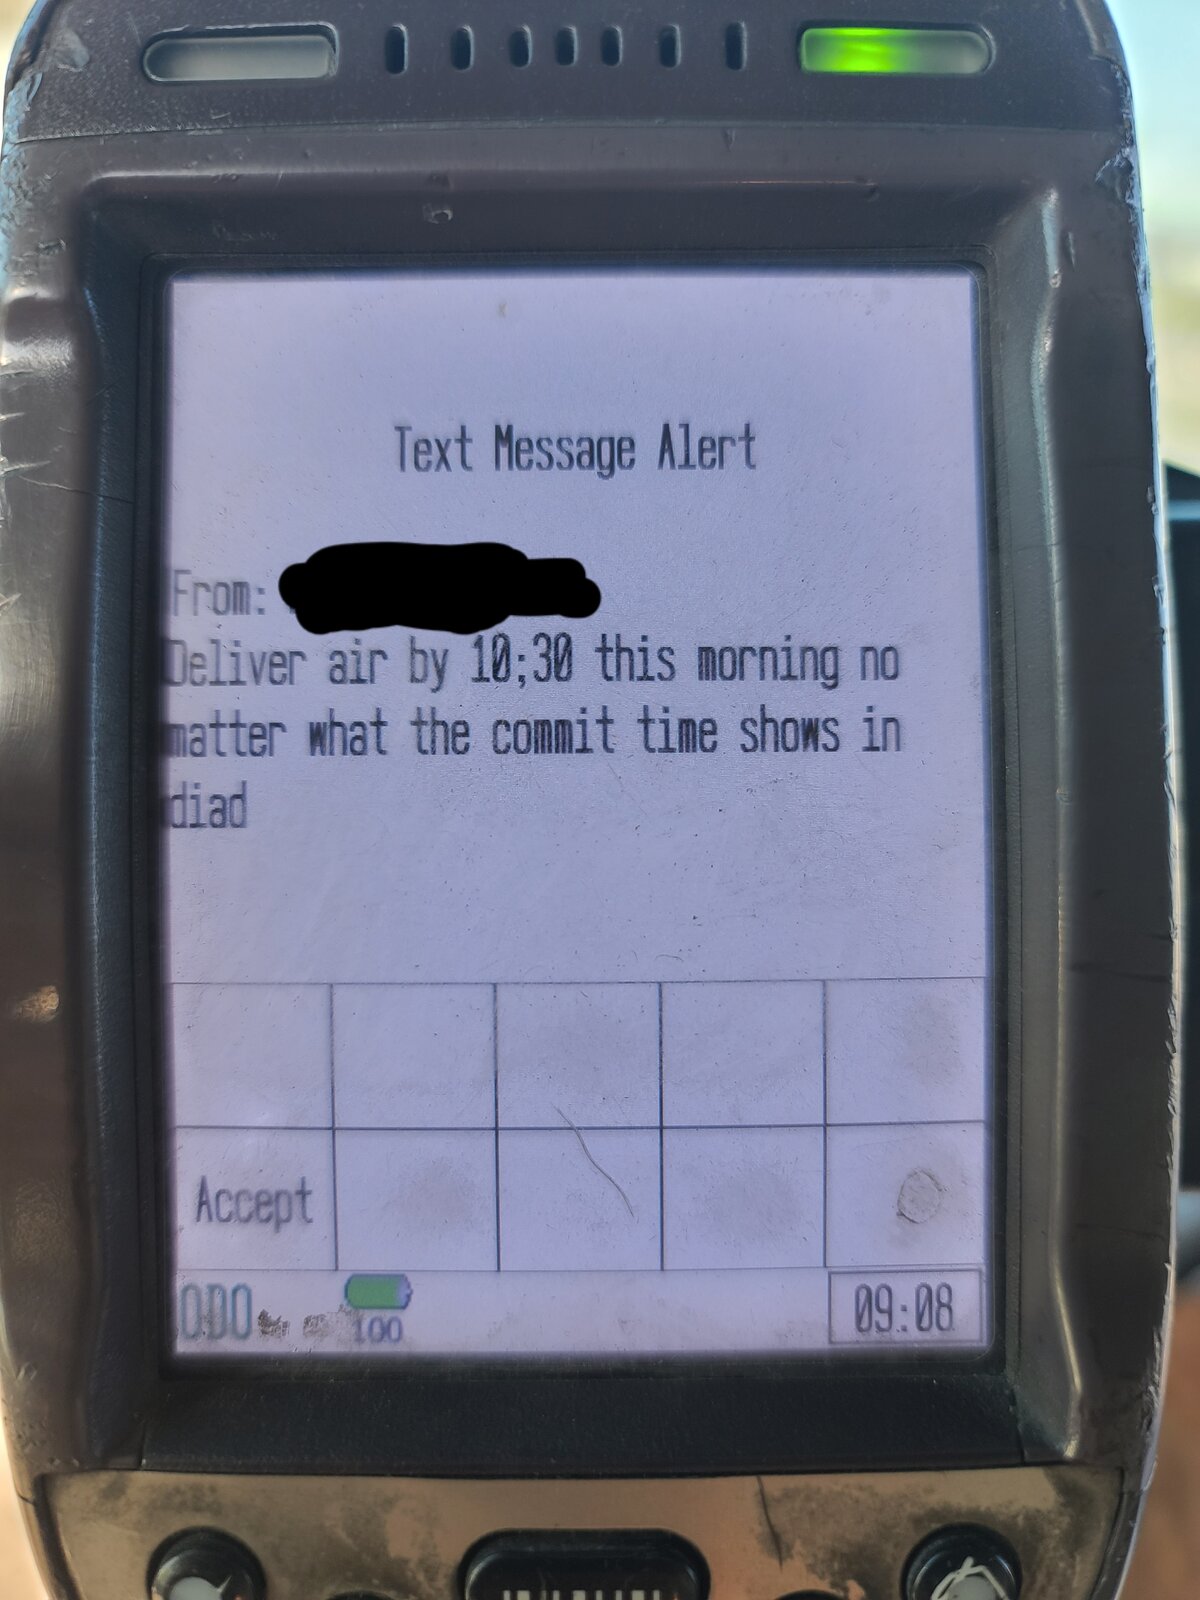 Text Message Alert
From:
Deliver air by 10;30 this morning no
matter what the commit time shows in
diad
Accept
ODO
100
09:08